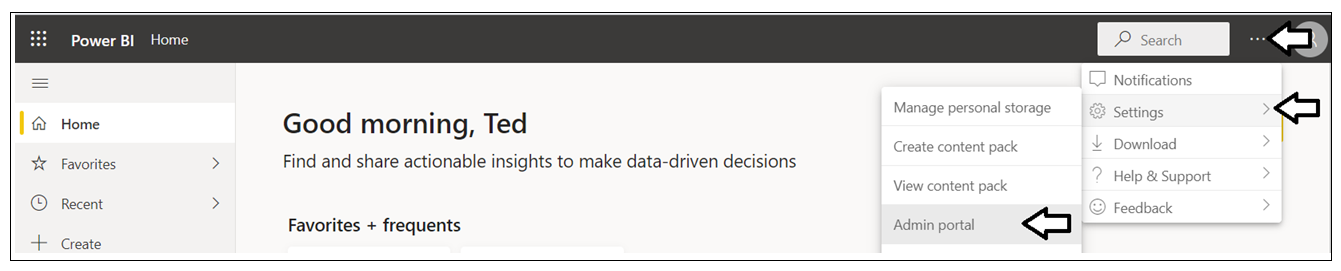 Power BI Home Search ...
Notifications
Manage personal storage
Settings
Home
Good morning, Ted
Create content pack
Download
Favorites
Find and share actionable insights to make data-driven decisions
View content pack
Help & Support
Recent
Feedback
Favorites + frequents
Admin portal
Create